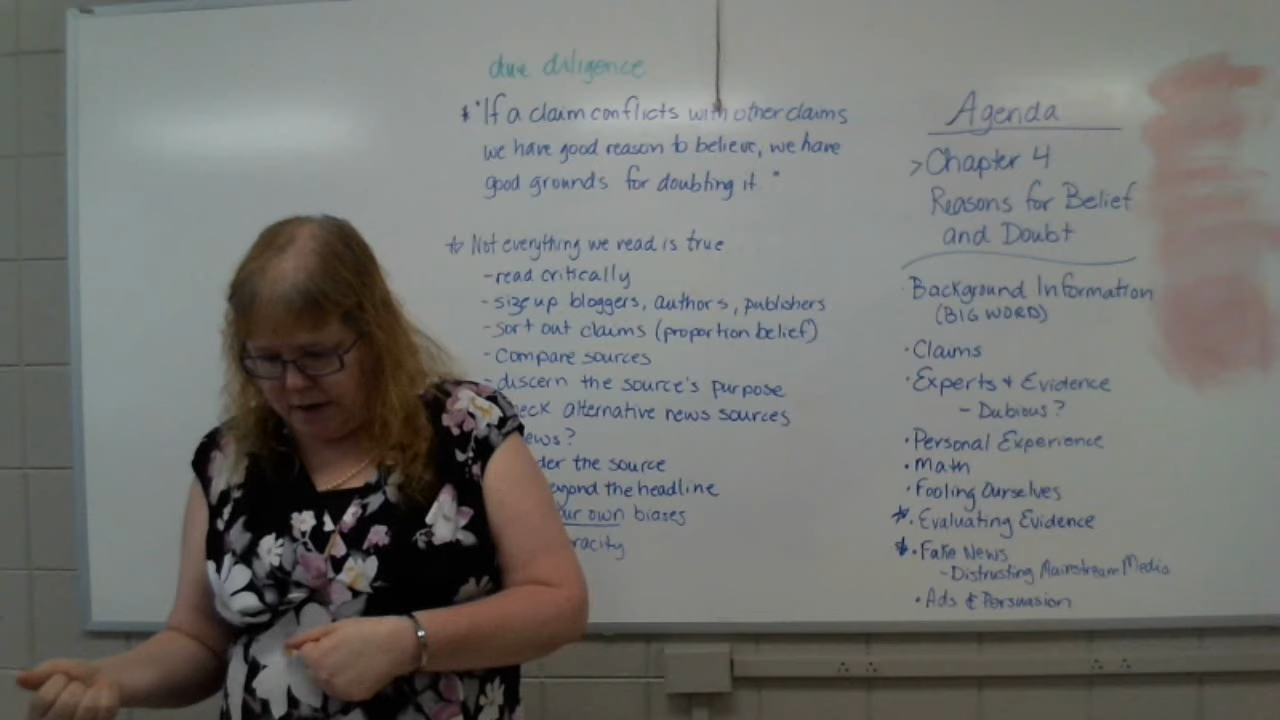 due diligence
* "If a claim conflicts with other claims
we have good reason to believe, we have
good grounds for doubting it."
☆ Not everything we read is true
- read critically
- size up bloggers, authors, publishers
- sort out claims (proportion belief)
- compare sources
- discern the source's purpose
eck alternative news sources
ews?
der the source
eyond the headline
ur own biases
racity
Agenda
> Chapter 4
Reasons for Belief
and Doubt
Background Information
(BIG WORD)
• Claims
• Experts & Evidence
- Dubious?
• Personal Experience
• Math
• Fooling Ourselves
☆ • Evaluating Evidence
☆ • Fake News
- Distrusting Mainstream Media
• Ads & Persuasion